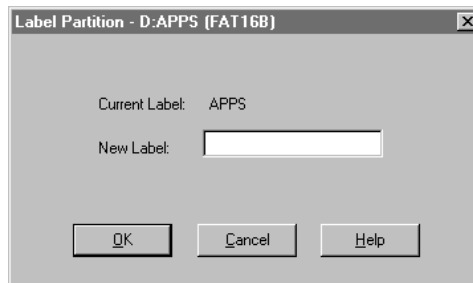 Label Partition - D:APPS (FAT16B)
Current Label: APPS
New Label:
OK Cancel Help